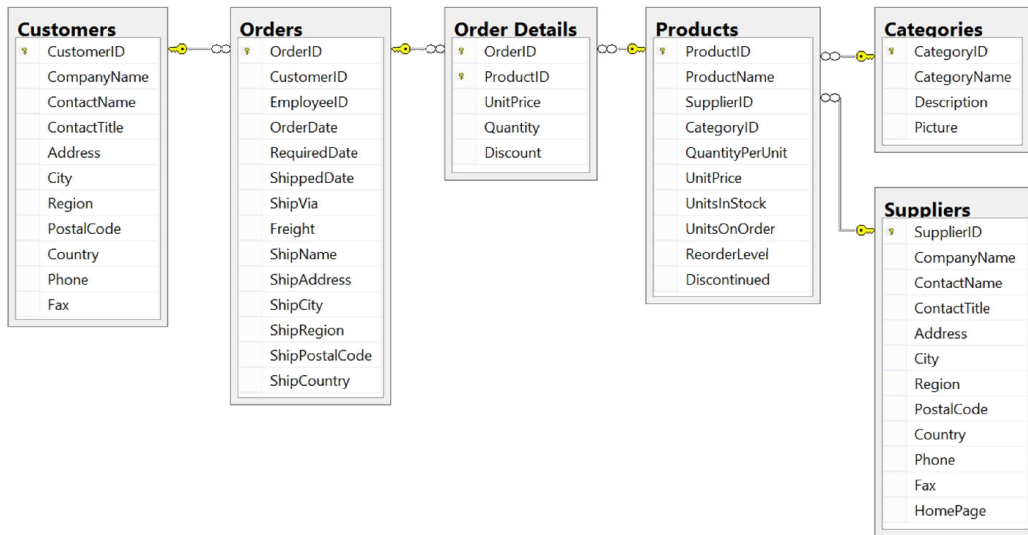 Customers
CustomerID
CompanyName
ContactName
ContactTitle
Address
City
Region
PostalCode
Country
Phone
Fax
Orders
OrderID
CustomerID
EmployeeID
OrderDate
RequiredDate
ShippedDate
ShipVia
Freight
ShipName
ShipAddress
ShipCity
ShipRegion
ShipPostalCode
ShipCountry
Order Details
OrderID
ProductID
UnitPrice
Quantity
Discount
Products
ProductID
ProductName
SupplierID
CategoryID
QuantityPerUnit
UnitPrice
UnitsInStock
UnitsOnOrder
ReorderLevel
Discontinued
Categories
CategoryID
CategoryName
Description
Picture
Suppliers
SupplierID
CompanyName
ContactName
ContactTitle
Address
City
Region
PostalCode
Country
Phone
Fax
HomePage